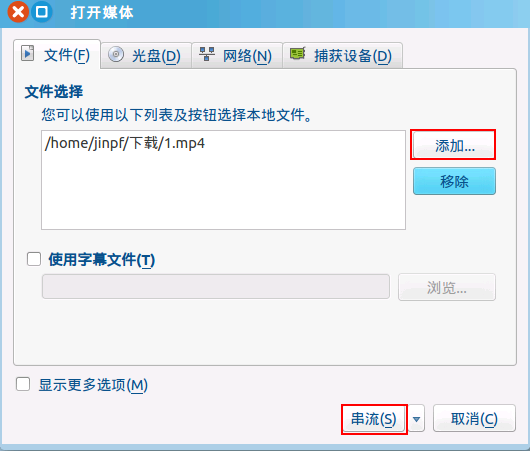 打开媒体
文件(F) 光盘(D) 网络(N) 捕获设备(D)
文件选择
您可以使用以下列表及按钮选择本地文件。
/home/jinpf/下载/1.mp4
添加...
移除
使用字幕文件(T)
浏览...
显示更多选项(M)
串流(S) 取消(C)